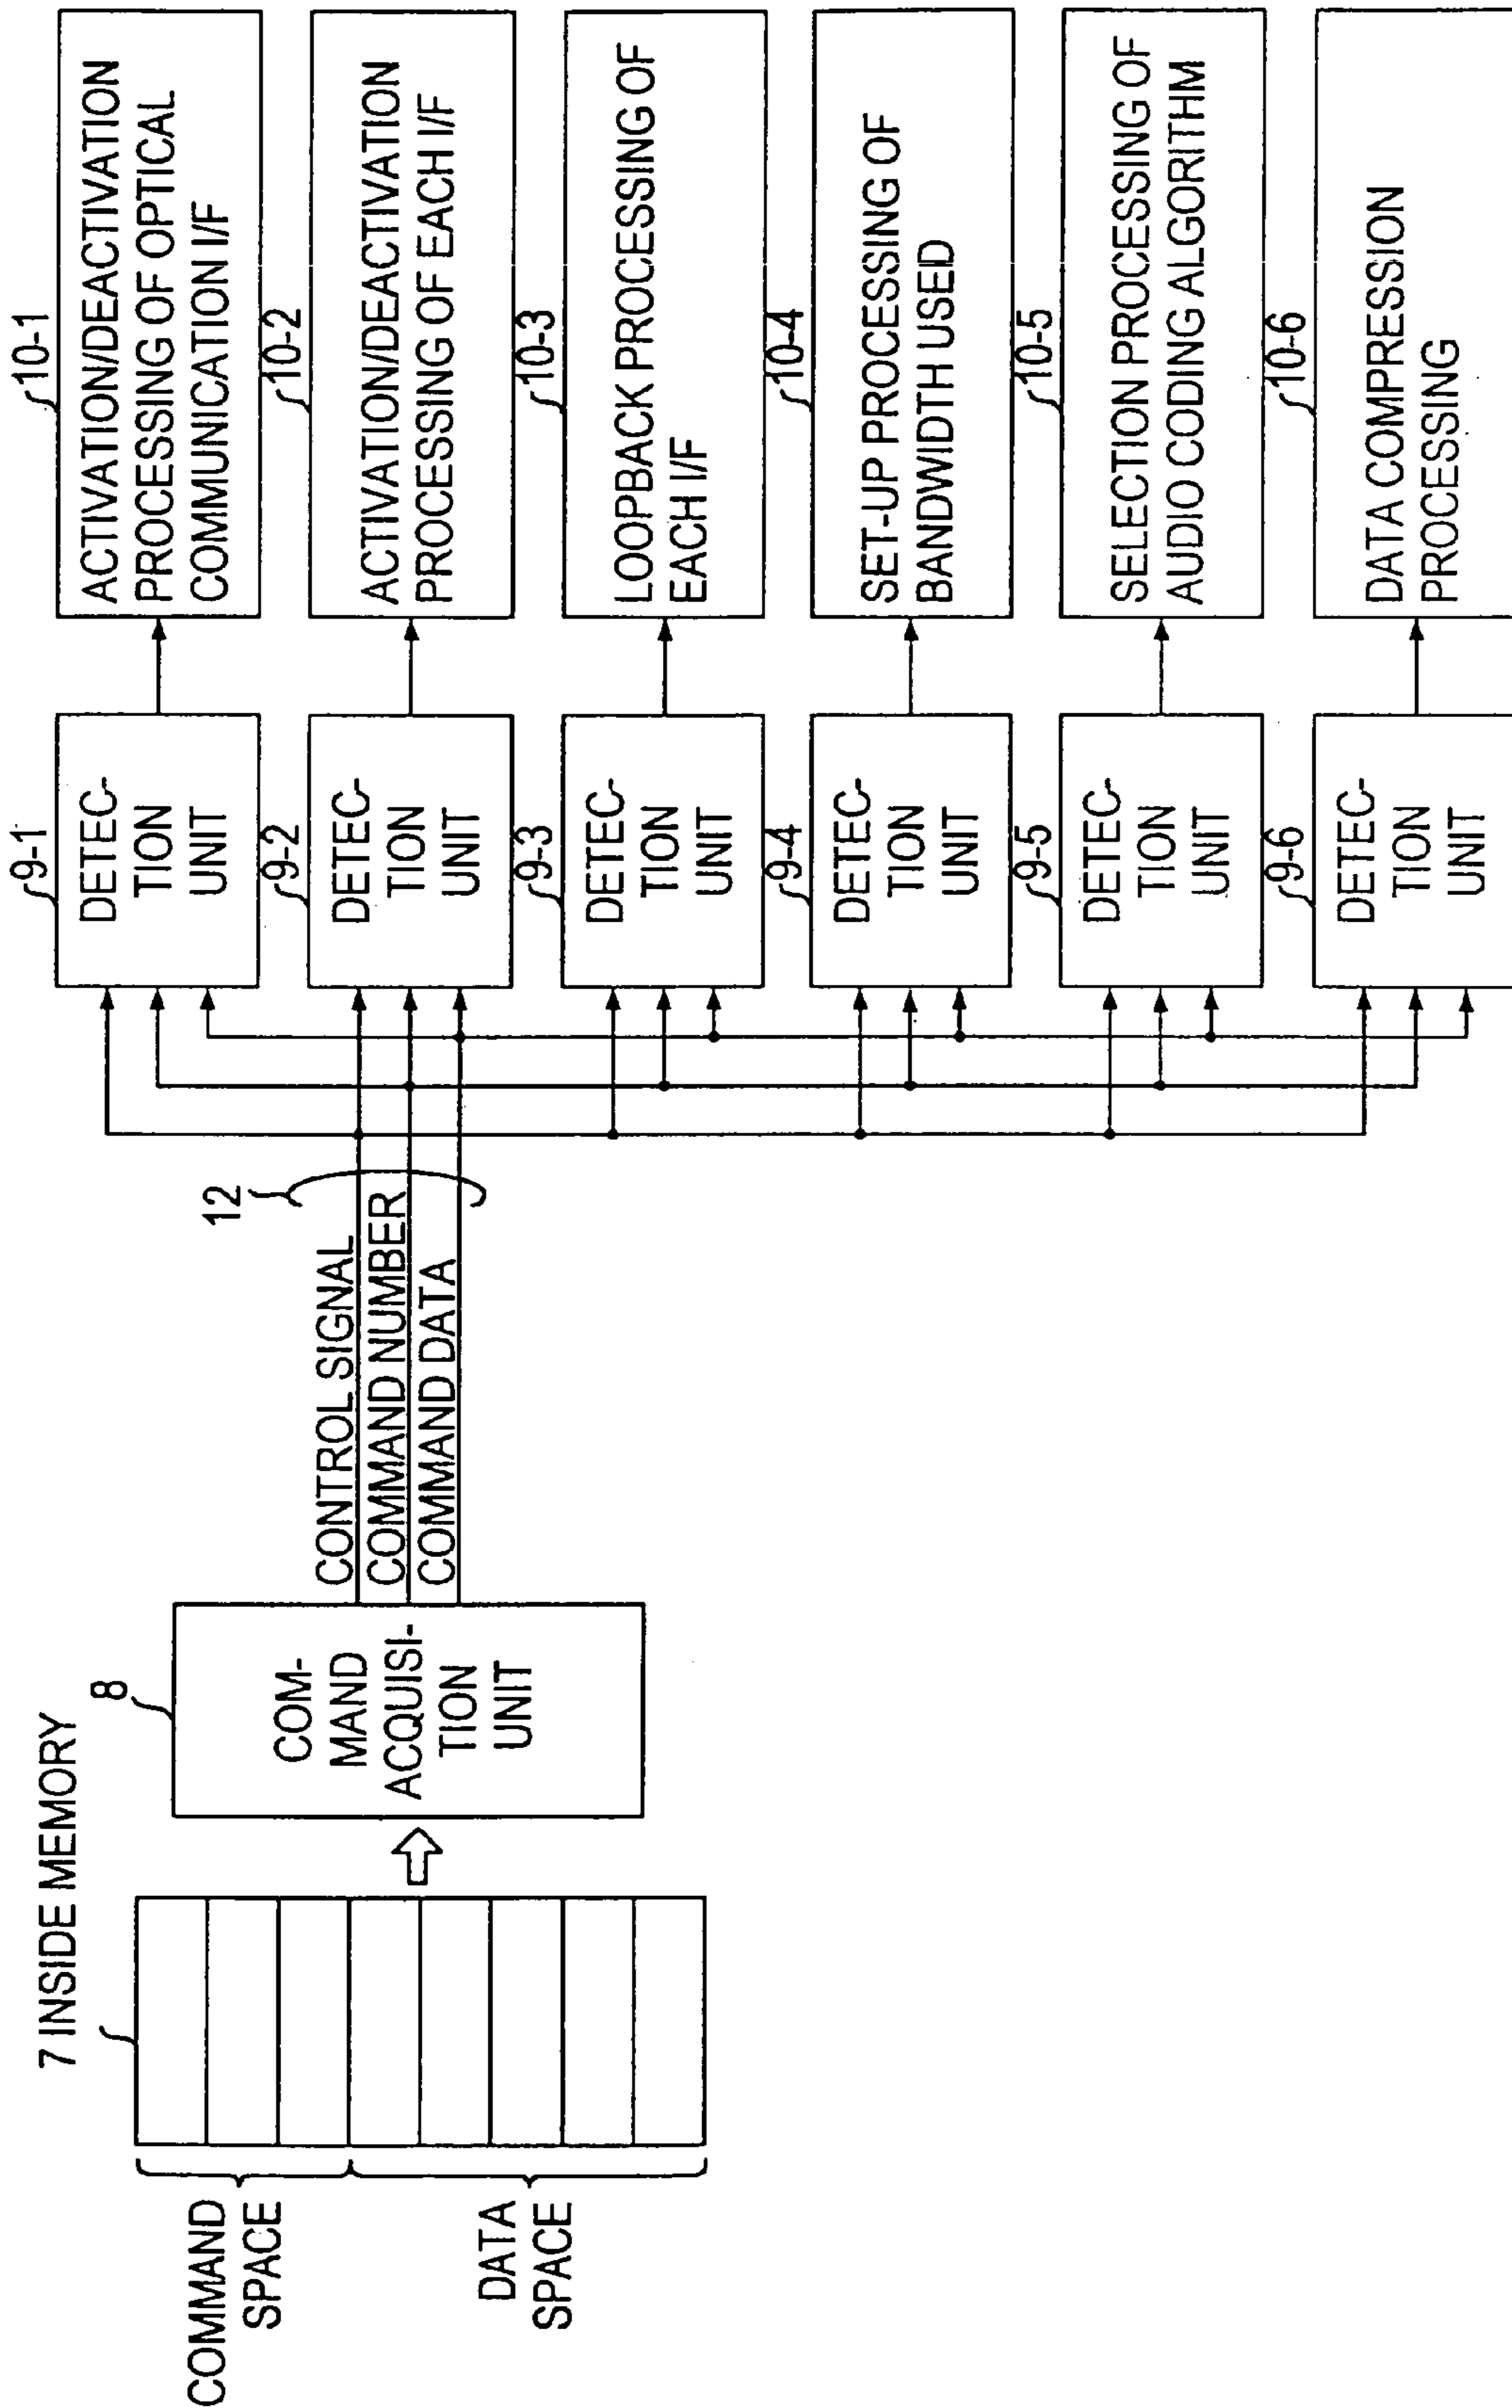 7 INSIDE MEMORY
COMMAND
SPACE
DATA
SPACE
8
COM-
MAND
ACQUISI-
TION
UNIT
CONTROL SIGNAL
COMMAND NUMBER
COMMAND DATA
12
9-1
DETEC-
TION
UNIT
10-1
ACTIVATION/DEACTIVATION
PROCESSING OF OPTICAL
COMMUNICATION I/F
9-2
DETEC-
TION
UNIT
10-2
ACTIVATION/DEACTIVATION
PROCESSING OF EACH I/F
9-3
DETEC-
TION
UNIT
10-3
LOOPBACK PROCESSING OF
EACH I/F
9-4
DETEC-
TION
UNIT
10-4
SET-UP PROCESSING OF
BANDWIDTH USED
9-5
DETEC-
TION
UNIT
10-5
SELECTION PROCESSING OF
AUDIO CODING ALGORITHM
9-6
DETEC-
TION
UNIT
10-6
DATA COMPRESSION
PROCESSING